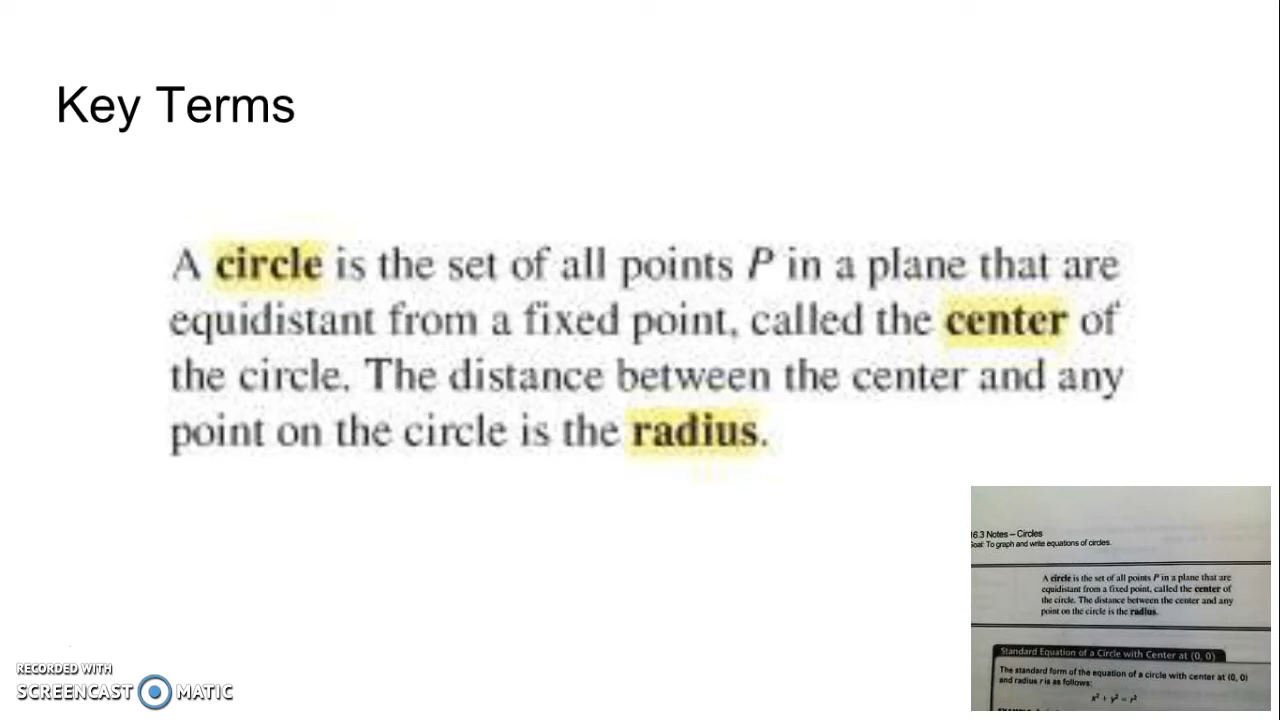 Key Terms
A circle is the set of all points P in a plane that are
equidistant from a fixed point, called the center of
the circle. The distance between the center and any
point on the circle is the radius.
16.3 Notes – Circles
Goal: To graph and write equations of circles.
A circle is the set of all points P in a plane that are
equidistant from a fixed point, called the center of
the circle. The distance between the center and any
point on the circle is the radius.
Standard Equation of a Circle with Center at (0, 0)
The standard form of the equation of a circle with center at (0, 0)
and radius r is as follows:
x² + y² = r²
RECORDED WITH
SCREENCAST MATIC